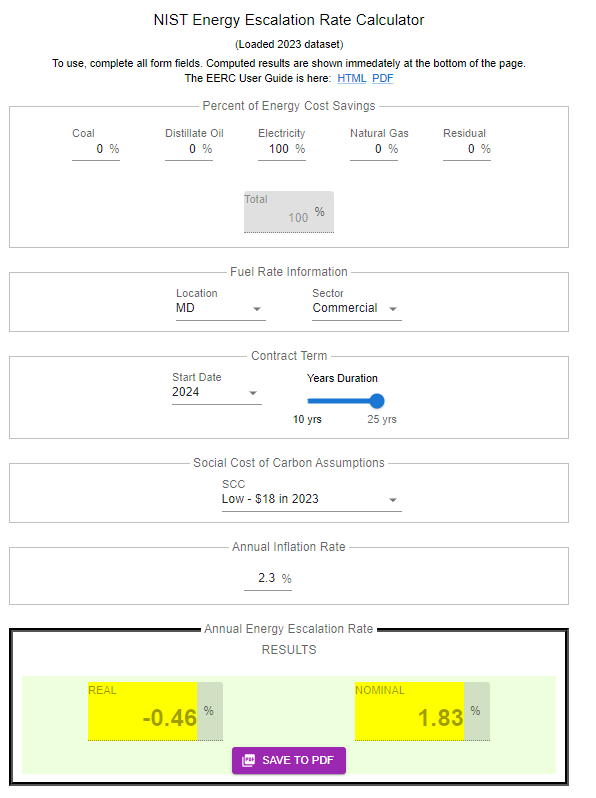 NIST Energy Escalation Rate Calculator
(Loaded 2023 dataset)
To use, complete all form fields. Computed results are shown immedately at the bottom of the page.
The EERC User Guide is here: HTML PDF
Percent of Energy Cost Savings
Coal Distillate Oil Electricity Natural Gas Residual
0 % 0 % 100 % 0 % 0 %
Total
100 %
Fuel Rate Information
Location Sector
MD Commercial
Contract Term
Start Date Years Duration
2024
10 yrs 25 yrs
Social Cost of Carbon Assumptions
SCC
Low - $18 in 2023
Annual Inflation Rate
2.3 %
Annual Energy Escalation Rate
RESULTS
REAL NOMINAL
-0.46 % 1.83 %
PDF SAVE TO PDF